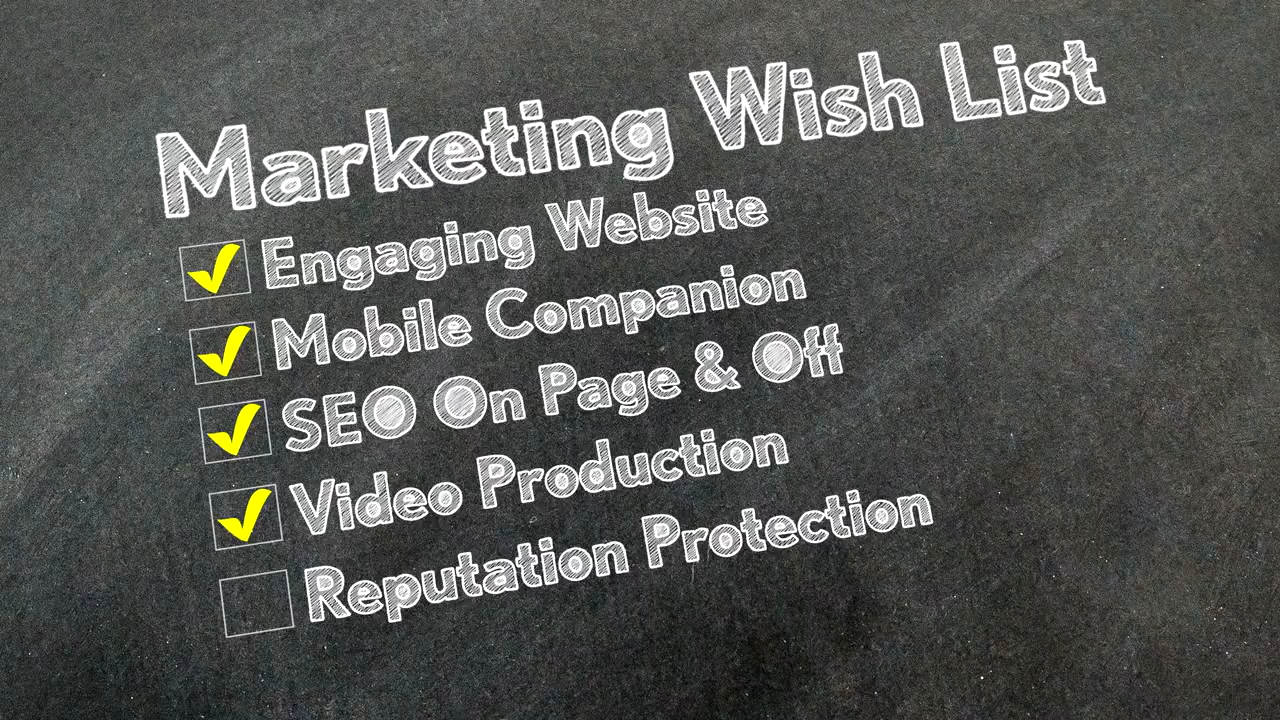 Marketing Wish List
Engaging Website
Mobile Companion
SEO On Page & Off
Video Production
Reputation Protection